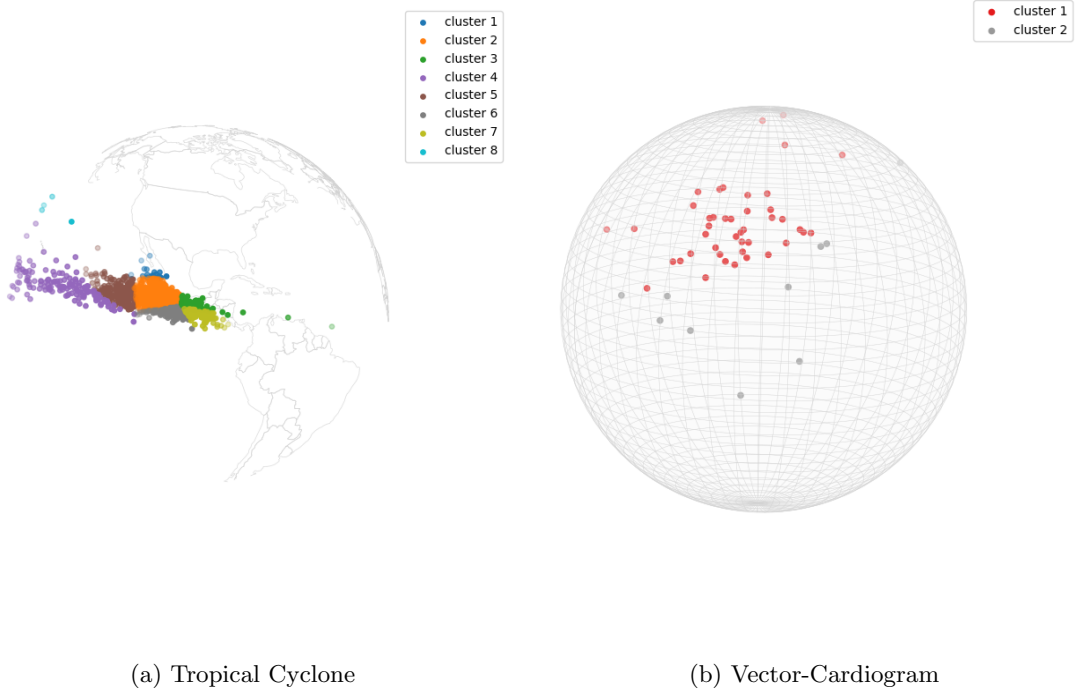 cluster 1
cluster 2
cluster 3
cluster 4
cluster 5
cluster 6
cluster 7
cluster 8
cluster 1
cluster 2
(a) Tropical Cyclone
(b) Vector-Cardiogram